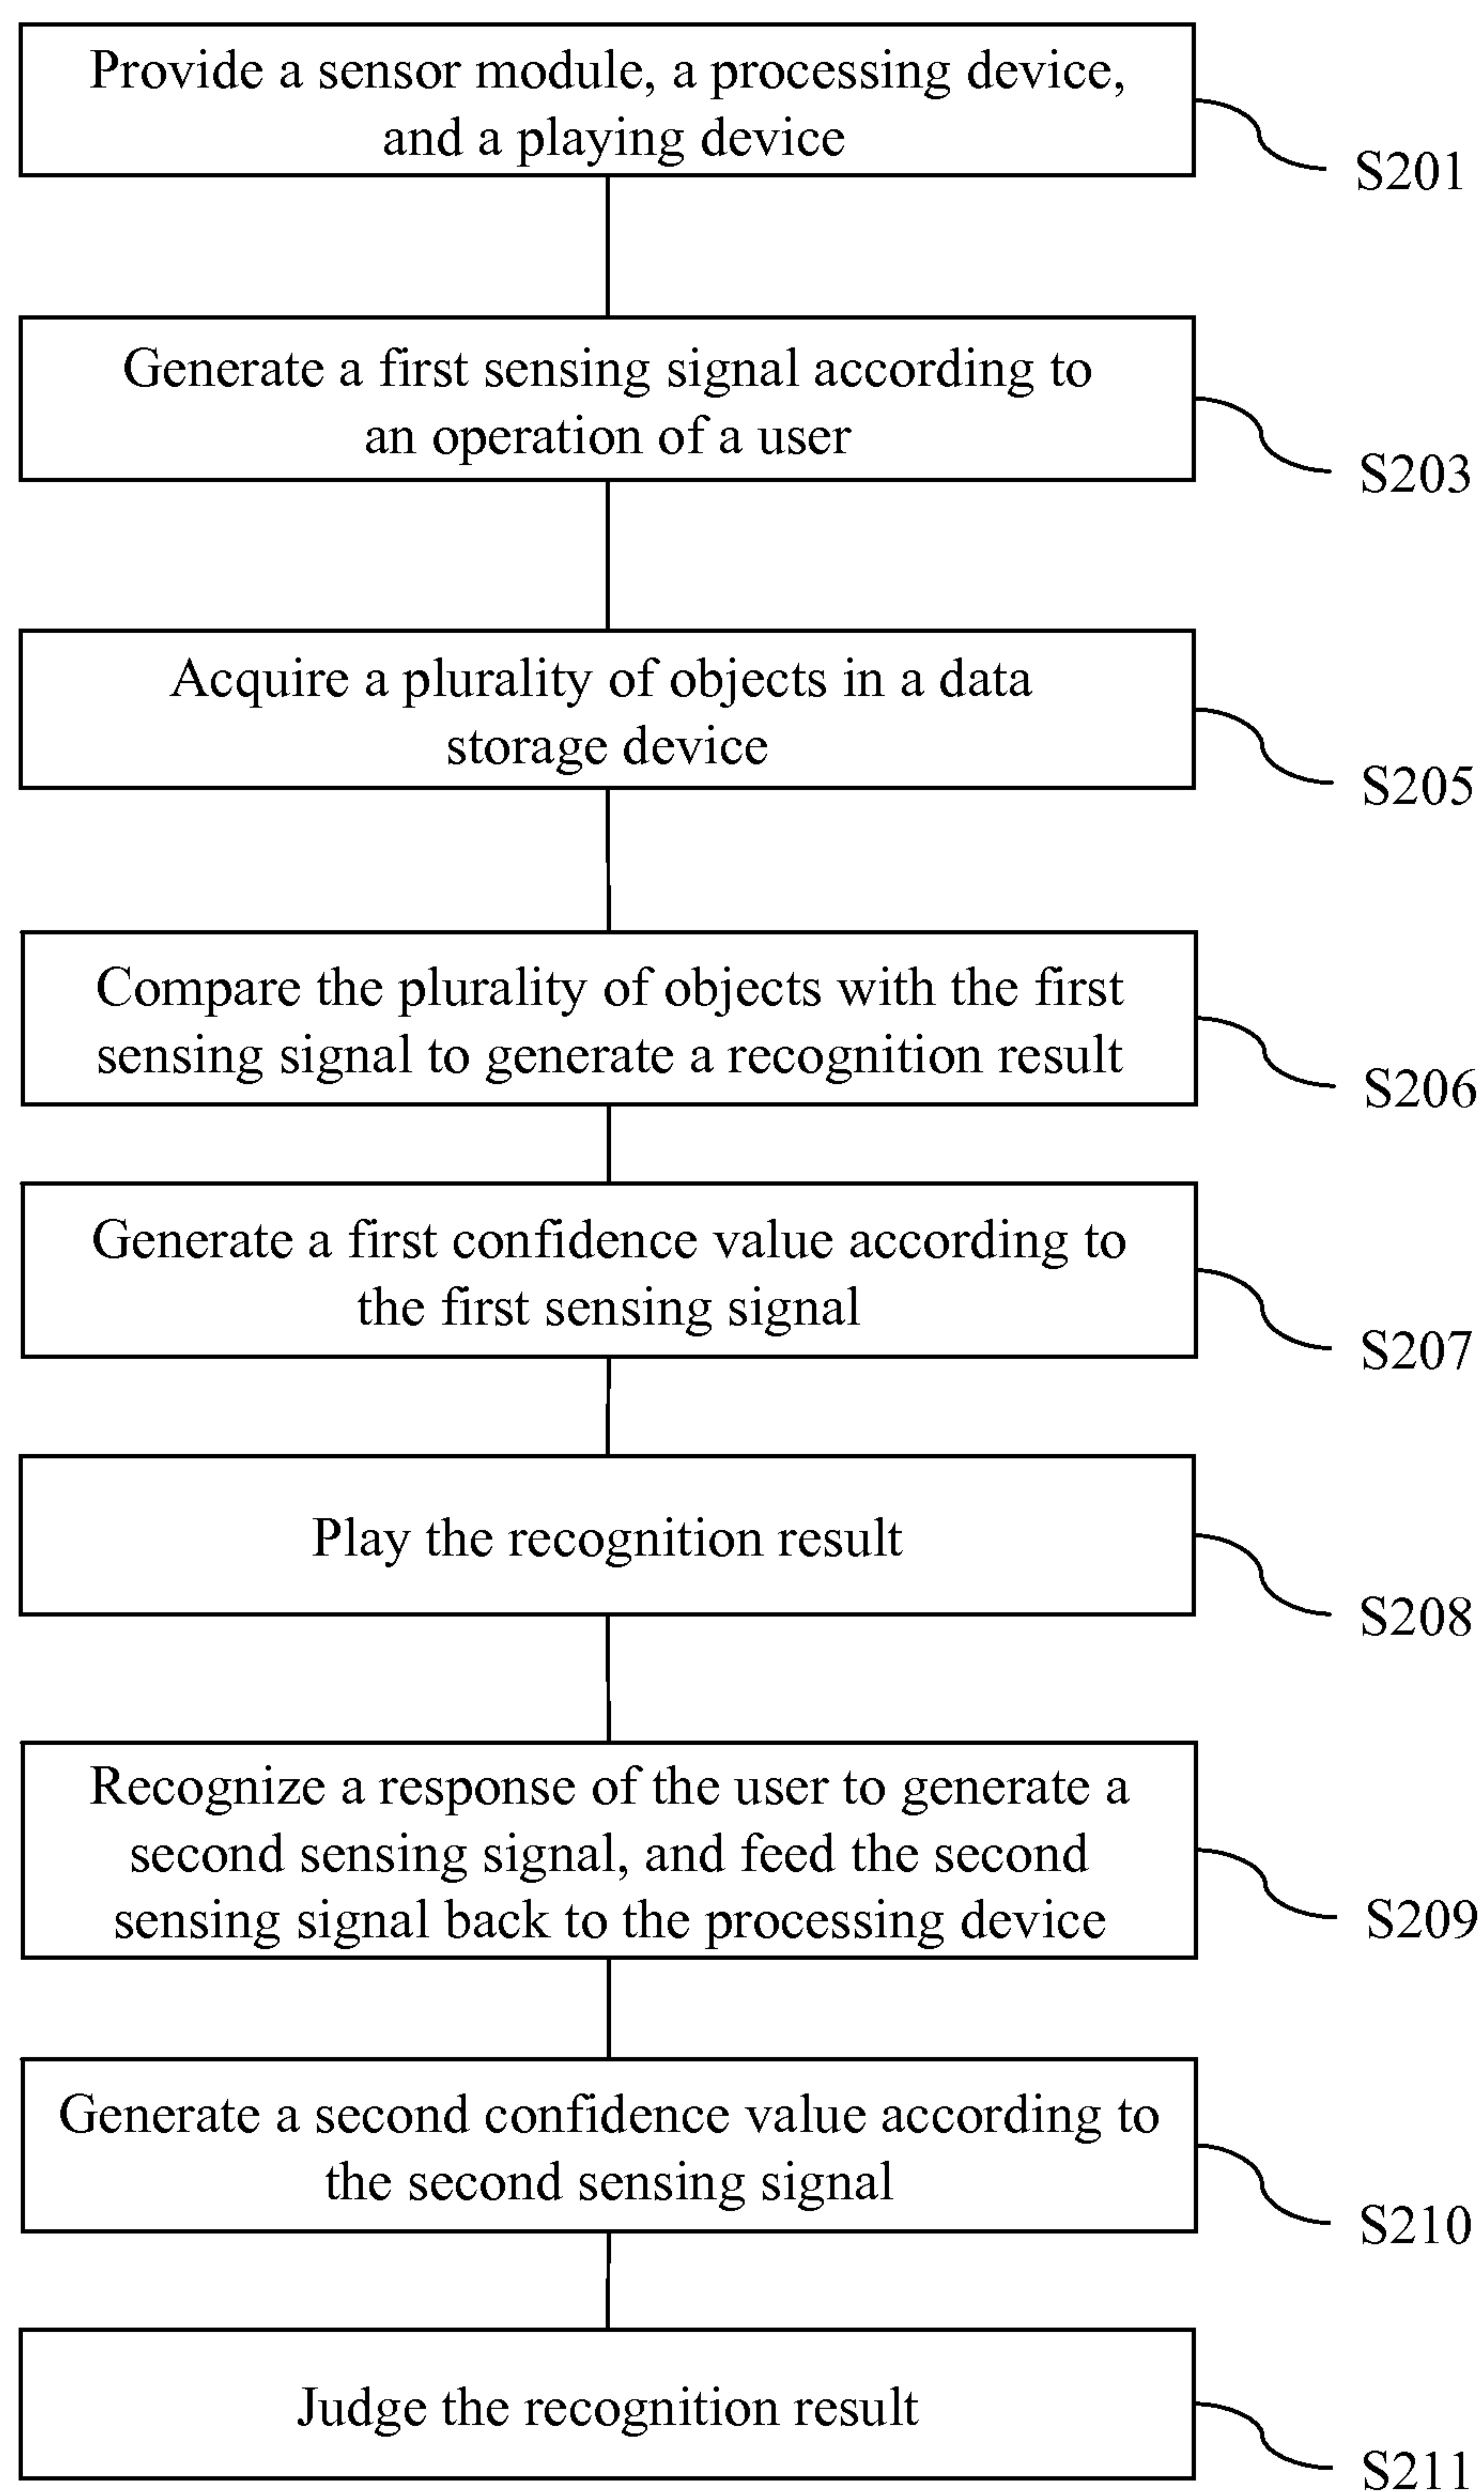 Provide a sensor module, a processing device,
and a playing device
S201
Generate a first sensing signal according to
an operation of a user
S203
Acquire a plurality of objects in a data
storage device
S205
Compare the plurality of objects with the first
sensing signal to generate a recognition result
S206
Generate a first confidence value according to
the first sensing signal
S207
Play the recognition result
S208
Recognize a response of the user to generate a
second sensing signal, and feed the second
sensing signal back to the processing device
S209
Generate a second confidence value according to
the second sensing signal
S210
Judge the recognition result
S211